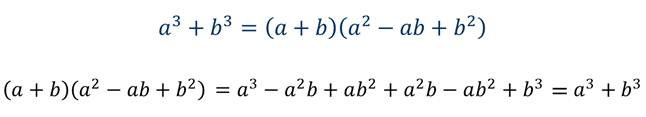 a³ + b³ = (a + b)(a² − ab + b²)
(a + b)(a² − ab + b²) = a³ − a²b + ab² + a²b − ab² + b³ = a³ + b³